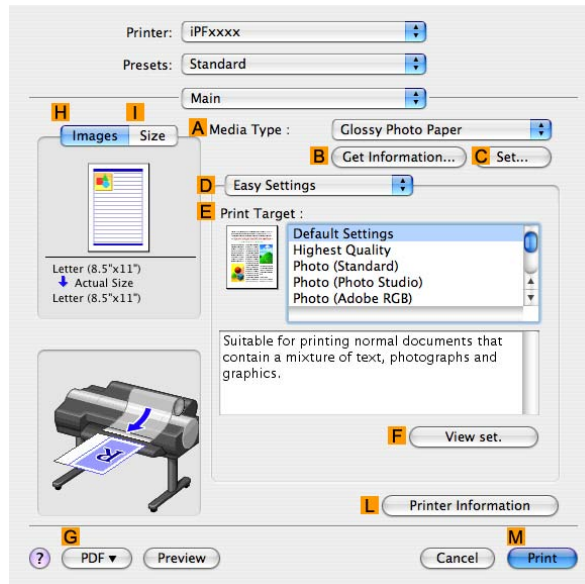 Printer: iPFxxxx
Presets: Standard
Main
H I
Images Size
A Media Type : Glossy Photo Paper
B Get Information... C Set...
D Easy Settings
E Print Target :
Default Settings
Highest Quality
Photo (Standard)
Photo (Photo Studio)
Photo (Adobe RGB)
Letter (8.5"x11")
Actual Size
Letter (8.5"x11")
Suitable for printing normal documents that
contain a mixture of text, photographs and
graphics.
F View set.
R
L Printer Information
G M
? PDF ▼ Preview Cancel Print